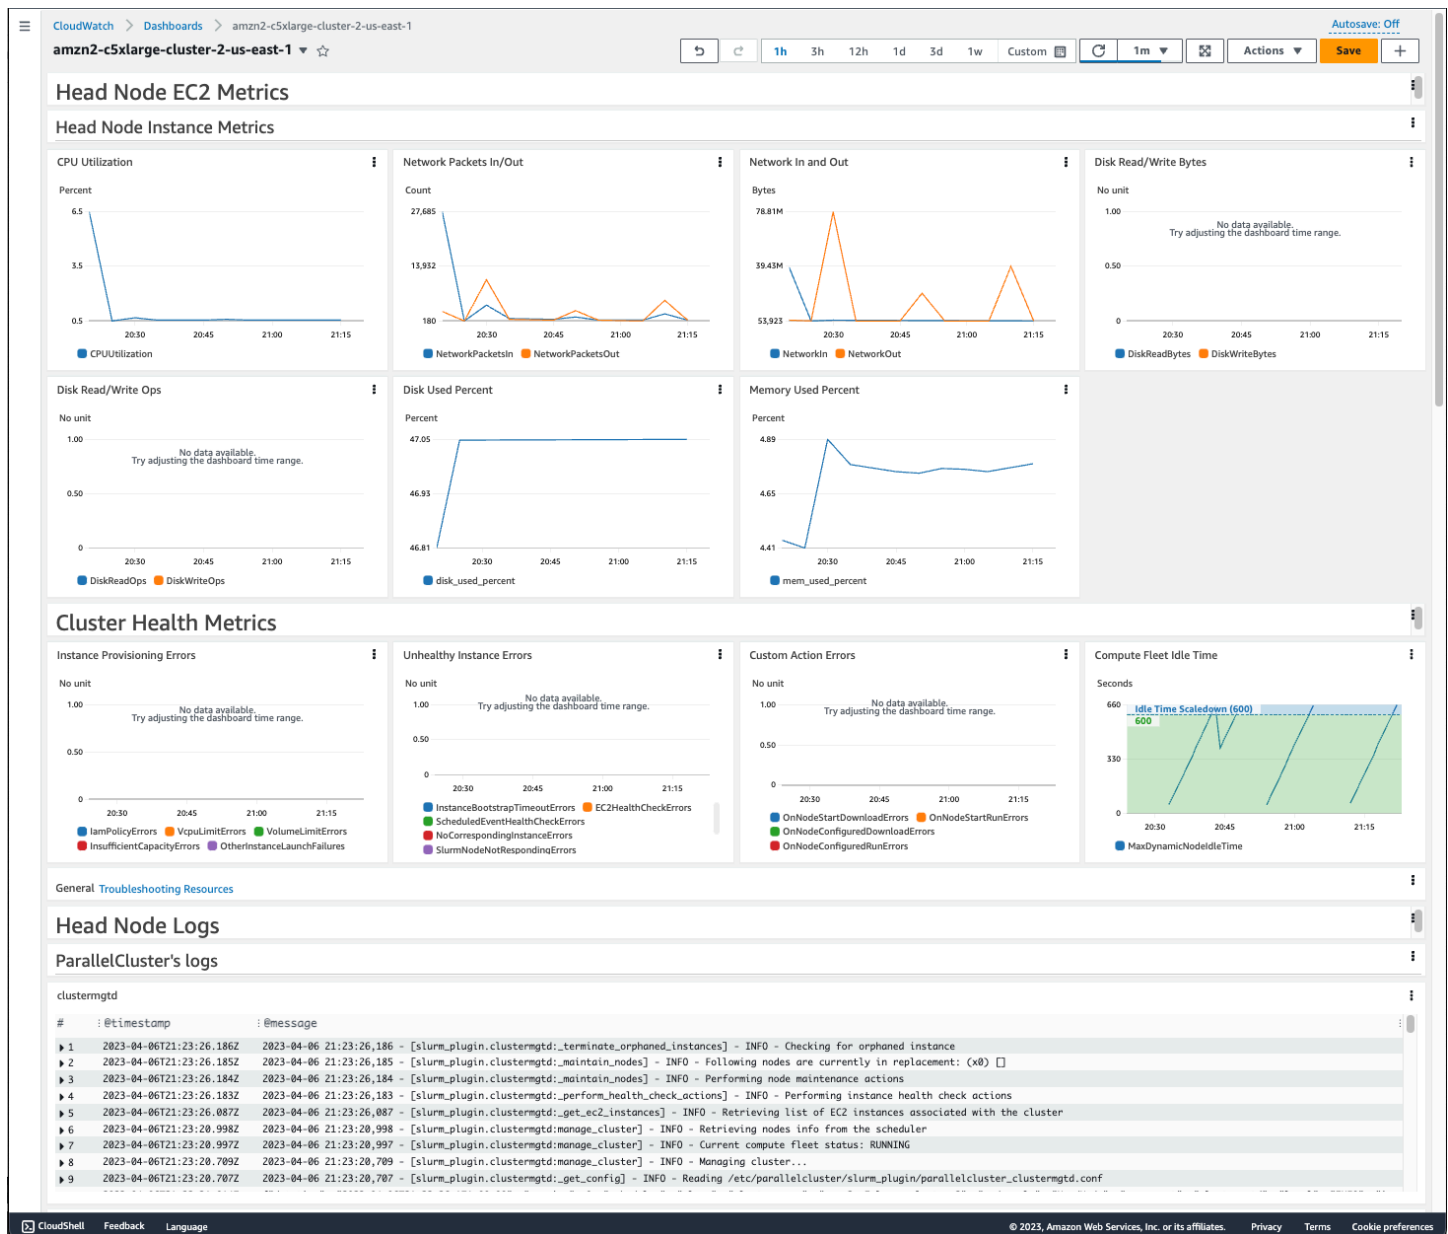 CloudWatch > Dashboards > amzn2-c5xlarge-cluster-2-us-east-1
Autosave: Off
amzn2-c5xlarge-cluster-2-us-east-1
1h 3h 12h 1d 3d 1w Custom 1m Actions Save
Head Node EC2 Metrics
Head Node Instance Metrics
CPU Utilization
Percent
6.5
3.5
0.5
20:30 20:45 21:00 21:15
CPUUtilization
Network Packets In/Out
Count
27,685
13,932
180
20:30 20:45 21:00 21:15
NetworkPacketsIn NetworkPacketsOut
Network In and Out
Bytes
78.81M
39.43M
53,923
20:30 20:45 21:00 21:15
NetworkIn NetworkOut
Disk Read/Write Bytes
No unit
1.00
No data available.
Try adjusting the dashboard time range.
0.50
0
20:30 20:45 21:00 21:15
DiskReadBytes DiskWriteBytes
Disk Read/Write Ops
No unit
1.00
No data available.
Try adjusting the dashboard time range.
0.50
0
20:30 20:45 21:00 21:15
DiskReadOps DiskWriteOps
Disk Used Percent
Percent
47.05
46.93
46.81
20:30 20:45 21:00 21:15
disk_used_percent
Memory Used Percent
Percent
4.89
4.65
4.41
20:30 20:45 21:00 21:15
mem_used_percent
Cluster Health Metrics
Instance Provisioning Errors
No unit
1.00
No data available.
Try adjusting the dashboard time range.
0.50
0
20:30 20:45 21:00 21:15
IamPolicyErrors VcpuLimitErrors VolumeLimitErrors
InsufficientCapacityErrors OtherInstanceLaunchFailures
Unhealthy Instance Errors
No unit
1.00
No data available.
Try adjusting the dashboard time range.
0.50
0
20:30 20:45 21:00 21:15
InstanceBootstrapTimeoutErrors EC2HealthCheckErrors
ScheduledEventHealthCheckErrors
NoCorrespondingInstanceErrors
SlurmNodeNotRespondingErrors
Custom Action Errors
No unit
1.00
No data available.
Try adjusting the dashboard time range.
0.50
0
20:30 20:45 21:00 21:15
OnNodeStartDownloadErrors OnNodeStartRunErrors
OnNodeConfiguredDownloadErrors
OnNodeConfiguredRunErrors
Compute Fleet Idle Time
Seconds
660
Idle Time Scaledown (600)
600
330
0
20:30 20:45 21:00 21:15
MaxDynamicNodeIdleTime
General Troubleshooting Resources
Head Node Logs
ParallelCluster's logs
clustermgtd
# @timestamp @message
1 2023-04-06T21:23:26.186Z 2023-04-06 21:23:26,186 - [slurm_plugin.clustermgtd:_terminate_orphaned_instances] - INFO - Checking for orphaned instance
2 2023-04-06T21:23:26.185Z 2023-04-06 21:23:26,185 - [slurm_plugin.clustermgtd:_maintain_nodes] - INFO - Following nodes are currently in replacement: (x0) []
3 2023-04-06T21:23:26.184Z 2023-04-06 21:23:26,184 - [slurm_plugin.clustermgtd:_maintain_nodes] - INFO - Performing node maintenance actions
4 2023-04-06T21:23:26.183Z 2023-04-06 21:23:26,183 - [slurm_plugin.clustermgtd:_perform_health_check_actions] - INFO - Performing instance health check actions
5 2023-04-06T21:23:26.087Z 2023-04-06 21:23:26,087 - [slurm_plugin.clustermgtd:_get_ec2_instances] - INFO - Retrieving list of EC2 instances associated with the cluster
6 2023-04-06T21:23:20.998Z 2023-04-06 21:23:20,998 - [slurm_plugin.clustermgtd:manage_cluster] - INFO - Retrieving nodes info from the scheduler
7 2023-04-06T21:23:20.997Z 2023-04-06 21:23:20,997 - [slurm_plugin.clustermgtd:manage_cluster] - INFO - Current compute fleet status: RUNNING
8 2023-04-06T21:23:20.709Z 2023-04-06 21:23:20,709 - [slurm_plugin.clustermgtd:manage_cluster] - INFO - Managing cluster...
9 2023-04-06T21:23:20.707Z 2023-04-06 21:23:20,707 - [slurm_plugin.clustermgtd:_get_config] - INFO - Reading /etc/parallelcluster/slurm_plugin/parallelcluster_clustermgtd.conf
CloudShell Feedback Language © 2023, Amazon Web Services, Inc. or its affiliates. Privacy Terms Cookie preferences